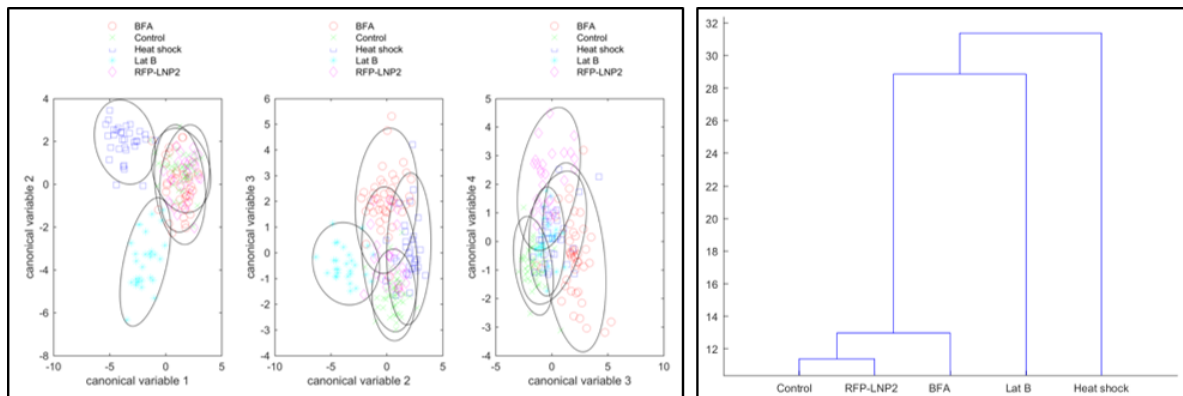 BFA
Control
Heat shock
Lat B
RFP-LNP2
4
2
0
-2
-4
-6
-8
-10 -5 0 5
canonical variable 2
canonical variable 1
BFA
Control
Heat shock
Lat B
RFP-LNP2
6
5
4
3
2
1
0
-1
-2
-3
-4
-10 -5 0 5
canonical variable 3
canonical variable 2
BFA
Control
Heat shock
Lat B
RFP-LNP2
5
4
3
2
1
0
-1
-2
-3
-4
-5 0 5 10
canonical variable 4
canonical variable 3
32
30
28
26
24
22
20
18
16
14
12
Control RFP-LNP2 BFA Lat B Heat shock